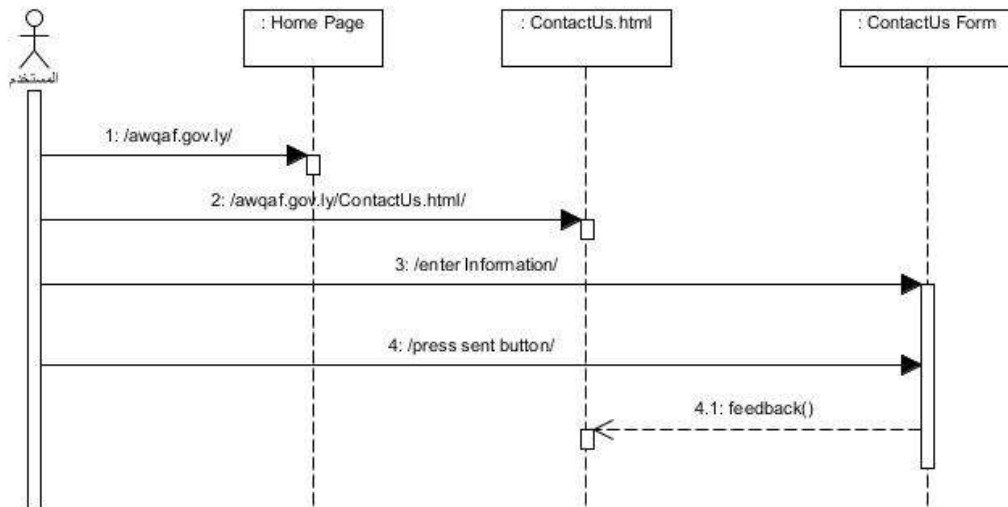 : Home Page
: ContactUs.html
: ContactUs Form
المستخدم
1: /awqaf.gov.ly/
2: /awqaf.gov.ly/ContactUs.html/
3: /enter Information/
4: /press sent button/
4.1: feedback()